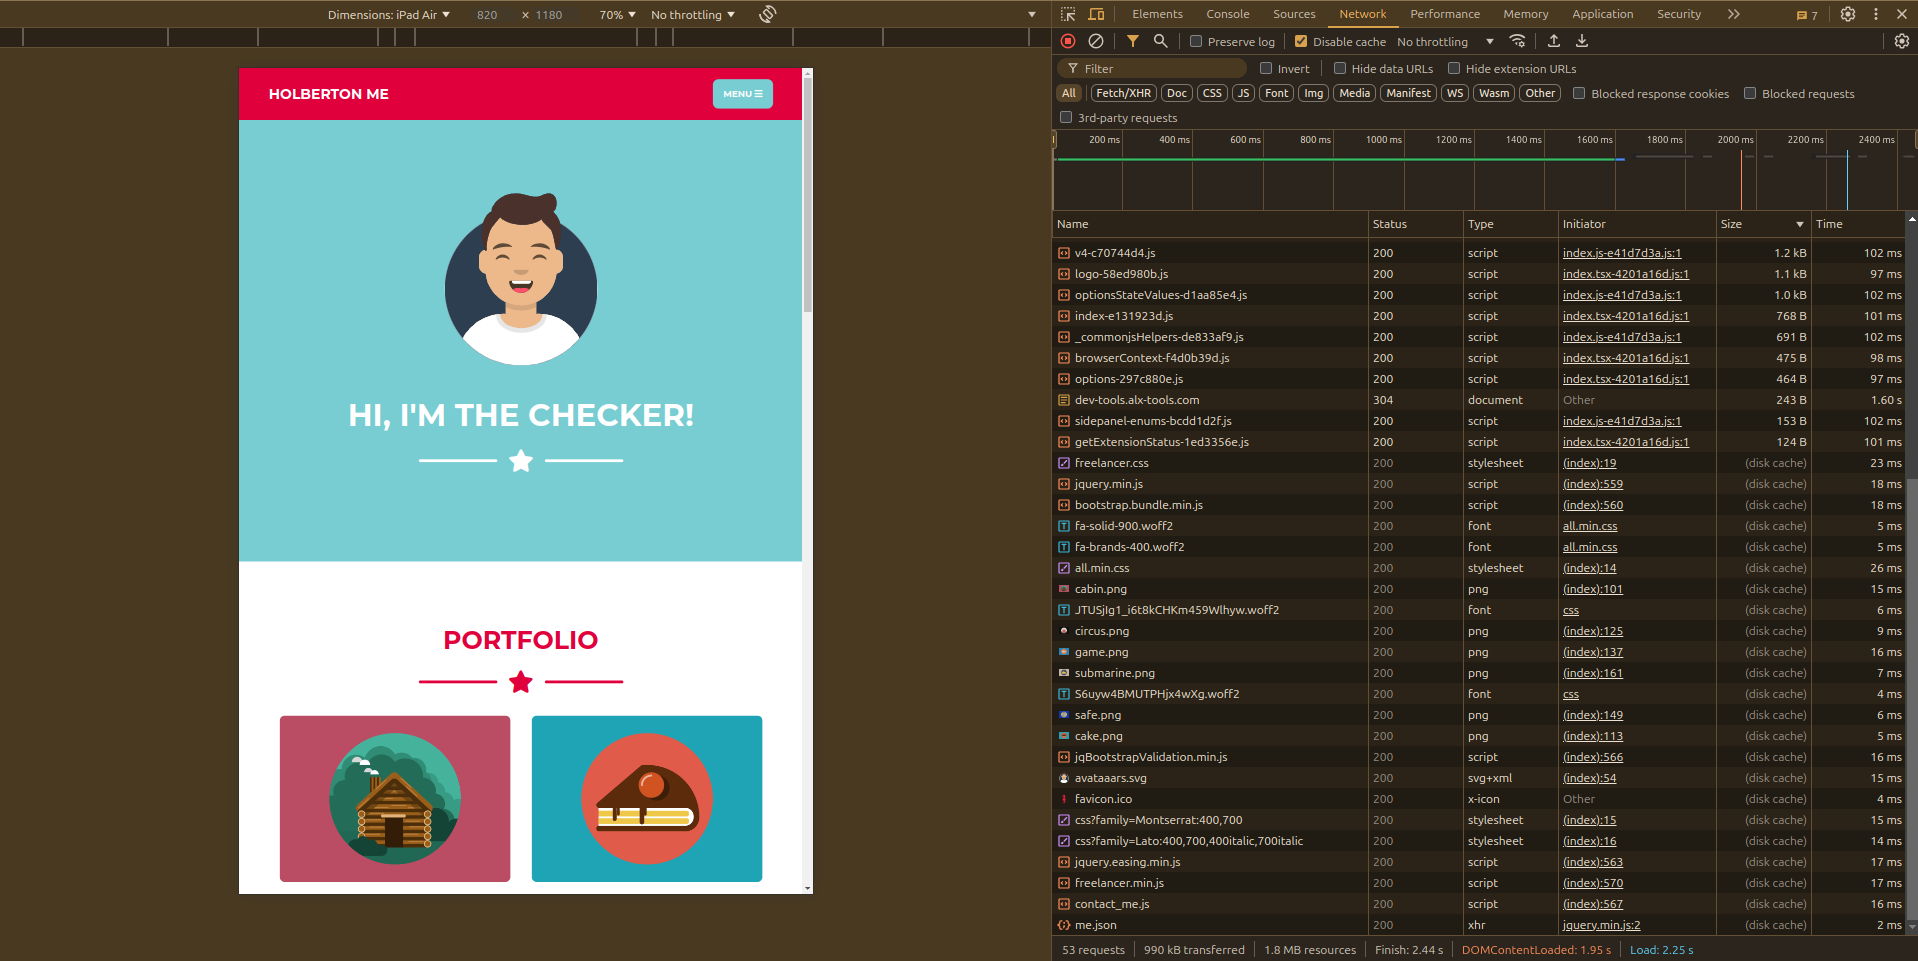 Dimensions: iPad Air 820 × 1180 70% No throttling
HOLBERTON ME MENU
HI, I'M THE CHECKER!
PORTFOLIO
Elements Console Sources Network Performance Memory Application Security 7
Preserve log Disable cache No throttling
Filter Invert Hide data URLs Hide extension URLs
All Fetch/XHR Doc CSS JS Font Img Media Manifest WS Wasm Other Blocked response cookies Blocked requests
3rd-party requests
200 ms 400 ms 600 ms 800 ms 1000 ms 1200 ms 1400 ms 1600 ms 1800 ms 2000 ms 2200 ms 2400 ms
Name Status Type Initiator Size Time
v4-c70744d4.js 200 script index.js-e41d7d3a.js:1 1.2 kB 102 ms
logo-58ed980b.js 200 script index.tsx-4201a16d.js:1 1.1 kB 97 ms
optionsStateValues-d1aa85e4.js 200 script index.js-e41d7d3a.js:1 1.0 kB 102 ms
index-e131923d.js 200 script index.tsx-4201a16d.js:1 768 B 101 ms
_commonjsHelpers-de833af9.js 200 script index.js-e41d7d3a.js:1 691 B 102 ms
browserContext-f4d0b39d.js 200 script index.tsx-4201a16d.js:1 475 B 98 ms
options-297c880e.js 200 script index.tsx-4201a16d.js:1 464 B 97 ms
dev-tools.alx-tools.com 304 document Other 243 B 1.60 s
sidepanel-enums-bcdd1d2f.js 200 script index.js-e41d7d3a.js:1 153 B 102 ms
getExtensionStatus-1ed3356e.js 200 script index.tsx-4201a16d.js:1 124 B 101 ms
freelancer.css 200 stylesheet (index):19 (disk cache) 23 ms
jquery.min.js 200 script (index):559 (disk cache) 18 ms
bootstrap.bundle.min.js 200 script (index):560 (disk cache) 18 ms
fa-solid-900.woff2 200 font all.min.css (disk cache) 5 ms
fa-brands-400.woff2 200 font all.min.css (disk cache) 5 ms
all.min.css 200 stylesheet (index):14 (disk cache) 26 ms
cabin.png 200 png (index):101 (disk cache) 15 ms
JTUSjIg1_i6t8kCHKm459Wlhyw.woff2 200 font css (disk cache) 6 ms
circus.png 200 png (index):125 (disk cache) 9 ms
game.png 200 png (index):137 (disk cache) 16 ms
submarine.png 200 png (index):161 (disk cache) 7 ms
S6uyw4BMUTPHjx4wXg.woff2 200 font css (disk cache) 4 ms
safe.png 200 png (index):149 (disk cache) 6 ms
cake.png 200 png (index):113 (disk cache) 5 ms
jqBootstrapValidation.min.js 200 script (index):566 (disk cache) 16 ms
avataaars.svg 200 svg+xml (index):54 (disk cache) 15 ms
favicon.ico 200 x-icon Other (disk cache) 4 ms
css?family=Montserrat:400,700 200 stylesheet (index):15 (disk cache) 15 ms
css?family=Lato:400,700,400italic,700italic 200 stylesheet (index):16 (disk cache) 14 ms
jquery.easing.min.js 200 script (index):563 (disk cache) 17 ms
freelancer.min.js 200 script (index):570 (disk cache) 17 ms
contact_me.js 200 script (index):567 (disk cache) 16 ms
me.json 200 xhr jquery.min.js:2 (disk cache) 2 ms
53 requests 990 kB transferred 1.8 MB resources Finish: 2.44 s DOMContentLoaded: 1.95 s Load: 2.25 s